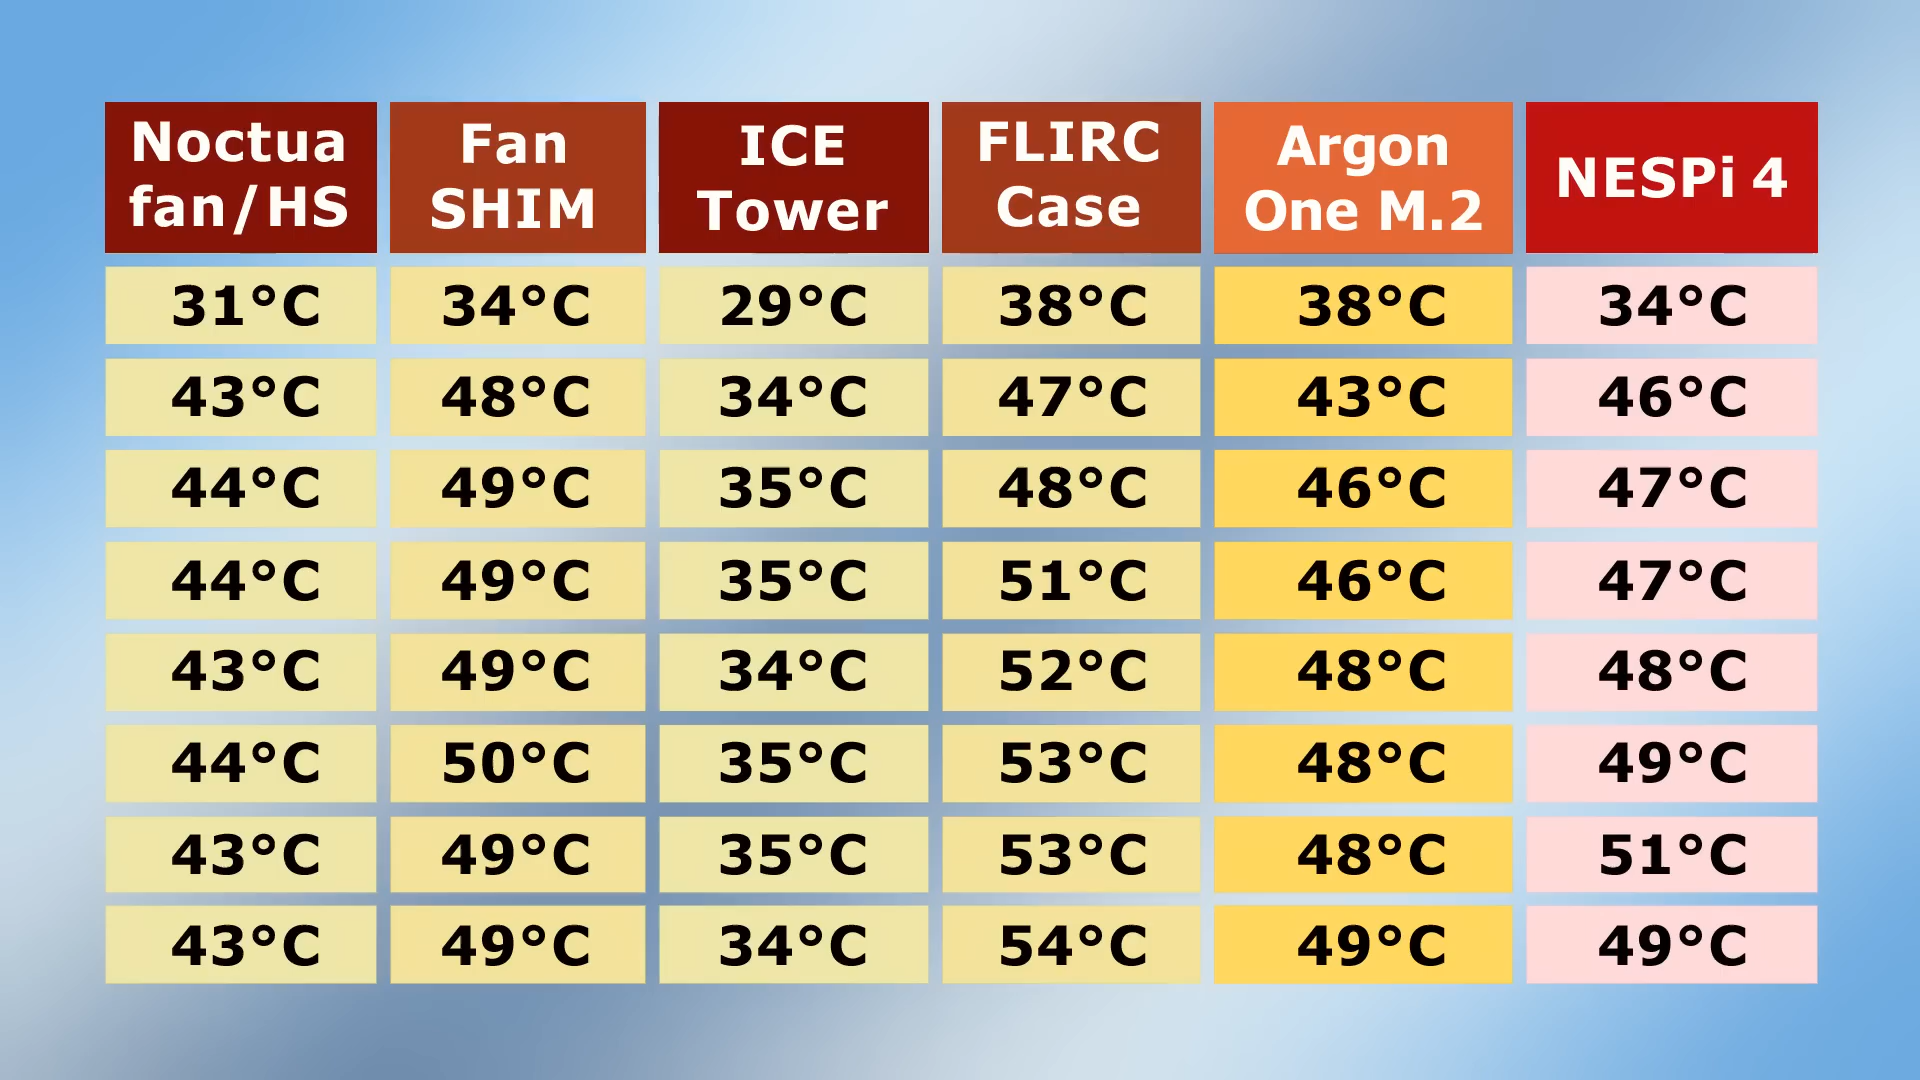 Noctua fan/HS Fan SHIM ICE Tower FLIRC Case Argon One M.2 NESPi 4
31°C 34°C 29°C 38°C 38°C 34°C
43°C 48°C 34°C 47°C 43°C 46°C
44°C 49°C 35°C 48°C 46°C 47°C
44°C 49°C 35°C 51°C 46°C 47°C
43°C 49°C 34°C 52°C 48°C 48°C
44°C 50°C 35°C 53°C 48°C 49°C
43°C 49°C 35°C 53°C 48°C 51°C
43°C 49°C 34°C 54°C 49°C 49°C